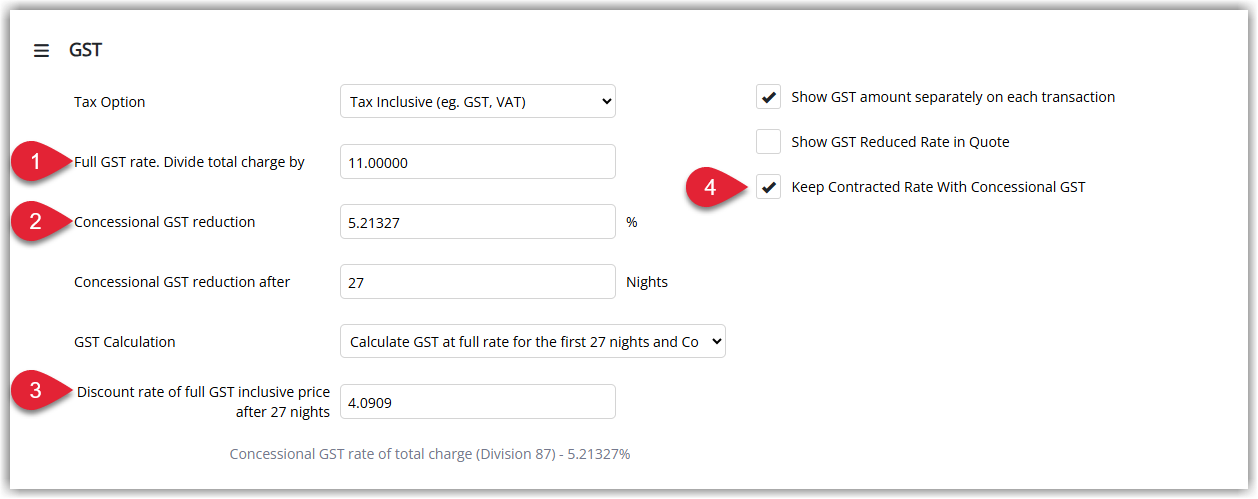 GST
Tax Option
Tax Inclusive (eg. GST, VAT)
1
Full GST rate. Divide total charge by
11.00000
2
Concessional GST reduction
5.21327
%
Concessional GST reduction after
27
Nights
GST Calculation
Calculate GST at full rate for the first 27 nights and Co
3
Discount rate of full GST inclusive price
after 27 nights
4.0909
Concessional GST rate of total charge (Division 87) - 5.21327%
Show GST amount separately on each transaction
Show GST Reduced Rate in Quote
4
Keep Contracted Rate With Concessional GST